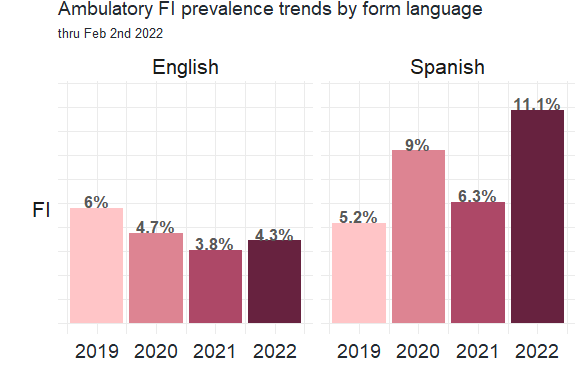 Ambulatory FI prevalence trends by form language
thru Feb 2nd 2022
English
Spanish
FI
6%
4.7%
3.8%
4.3%
5.2%
9%
6.3%
11.1%
2019 2020 2021 2022
2019 2020 2021 2022